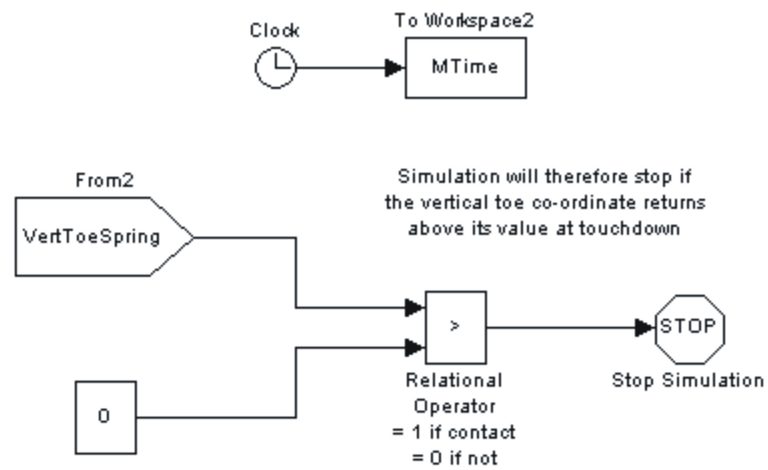 Clock
To Workspace2
MTime
From2
VertToeSpring
Simulation will therefore stop if
the vertical toe co-ordinate returns
above its value at touchdown
>
STOP
Stop Simulation
0
Relational
Operator
= 1 if contact
= 0 if not